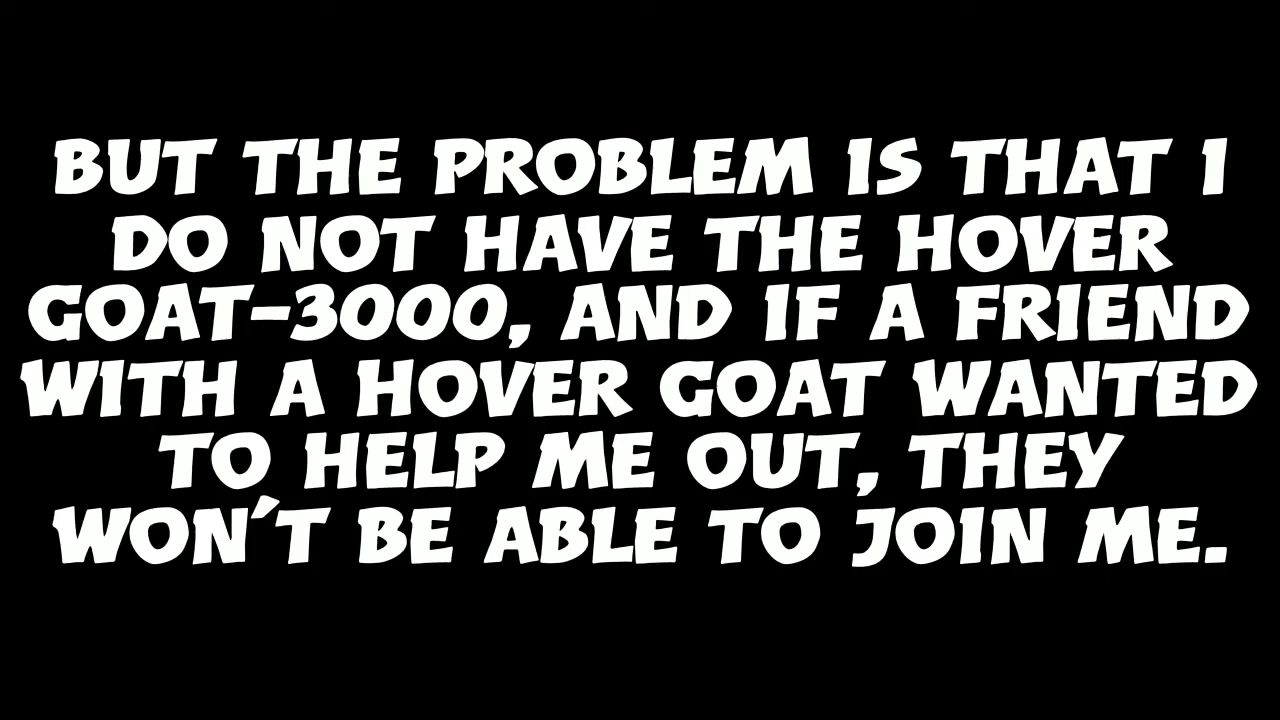 BUT THE PROBLEM IS THAT I
DO NOT HAVE THE HOVER
GOAT-3000, AND IF A FRIEND
WITH A HOVER GOAT WANTED
TO HELP ME OUT, THEY
WON'T BE ABLE TO JOIN ME.